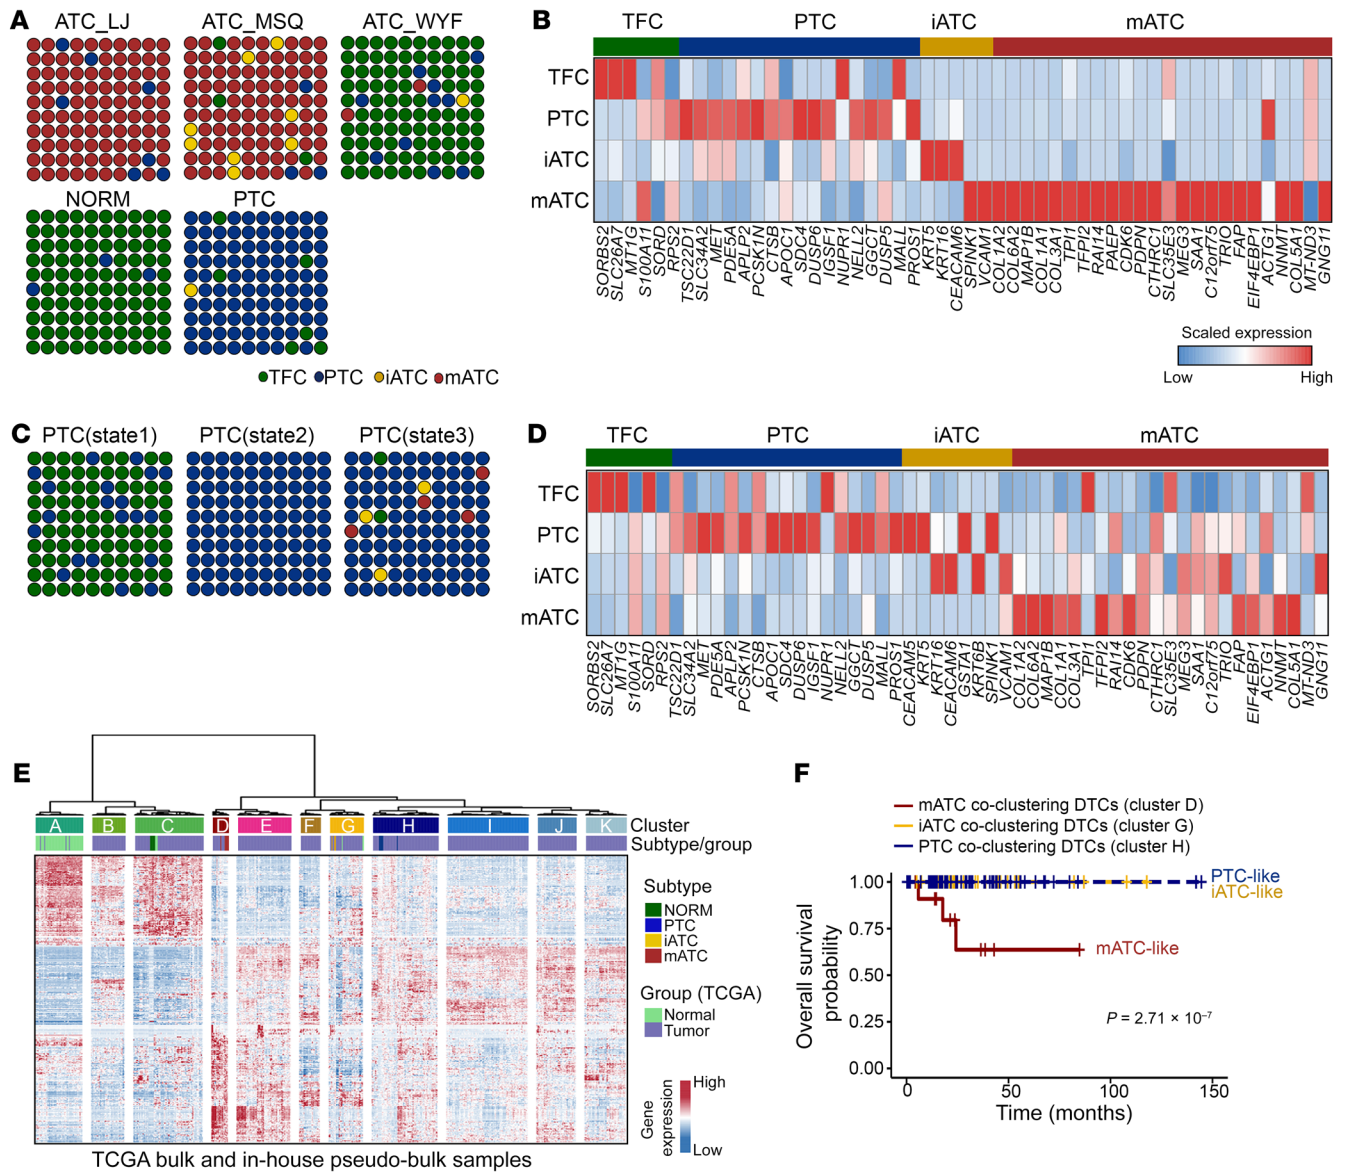 A
ATC_LJ
ATC_MSQ
ATC_WYF
NORM
PTC
TFC
PTC
iATC
mATC
B
TFC
PTC
iATC
mATC
TFC
PTC
iATC
mATC
SORBS2
SLC26A7
MT1G
S100A11
SORD
RPS2
TSC22D1
SLC34A2
MET
PDE5A
APLP2
PCSK1N
CTSB
APOC1
SDC4
DUSP6
IGSF1
NUPR1
NELL2
GGCT
DUSP5
MALL
PROS1
KRT5
KRT16
CEACAM6
SPINK1
VCAM1
COL1A2
COL6A2
MAP1B
COL1A1
COL3A1
TPI1
TFPI2
RAI14
PAEP
CDK6
PDPN
CTHRC1
SLC35E3
MEG3
SAA1
C12orf75
TRIO
FAP
EIF4EBP1
ACTG1
NNMT
COL5A1
MT-ND3
GNG11
Scaled expression
Low
High
C
PTC(state1)
PTC(state2)
PTC(state3)
D
TFC
PTC
iATC
mATC
TFC
PTC
iATC
mATC
SORBS2
SLC26A7
MT1G
S100A11
SORD
RPS2
TSC22D1
SLC34A2
MET
PDE5A
APLP2
PCSK1N
CTSB
APOC1
SDC4
DUSP6
IGSF1
NUPR1
NELL2
GGCT
DUSP5
MALL
PROS1
CEACAM5
KRT5
KRT16
CEACAM6
GSTA1
KRT6B
SPINK1
VCAM1
COL1A2
COL6A2
MAP1B
COL1A1
COL3A1
TPI1
TFPI2
RAI14
CDK6
PDPN
CTHRC1
SLC35E3
MEG3
SAA1
C12orf75
TRIO
FAP
EIF4EBP1
ACTG1
NNMT
COL5A1
MT-ND3
GNG11
E
A B C D E F G H I J K
Cluster
Subtype/group
Subtype
NORM
PTC
iATC
mATC
Group (TCGA)
Normal
Tumor
Gene
expression
High
Low
TCGA bulk and in-house pseudo-bulk samples
F
mATC co-clustering DTCs (cluster D)
iATC co-clustering DTCs (cluster G)
PTC co-clustering DTCs (cluster H)
Overall survival
probability
1.00
0.75
0.50
0.25
0.00
PTC-like
iATC-like
mATC-like
P = 2.71 × 10⁻⁷
0
50
100
150
Time (months)